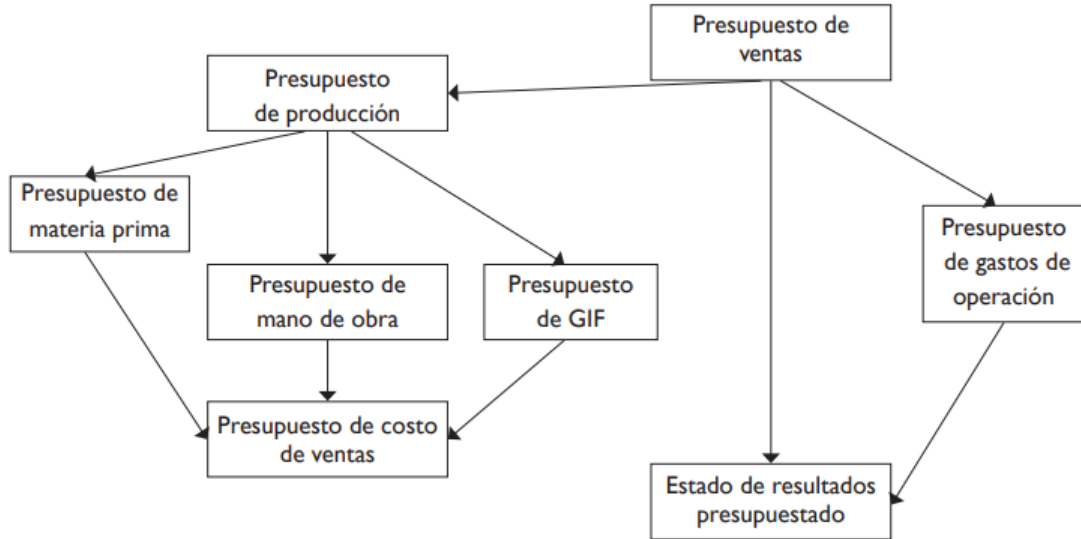 Presupuesto de
ventas
Presupuesto
de producción
Presupuesto de
materia prima
Presupuesto
de gastos de
operación
Presupuesto de
mano de obra
Presupuesto
de GIF
Presupuesto de costo
de ventas
Estado de resultados
presupuestado